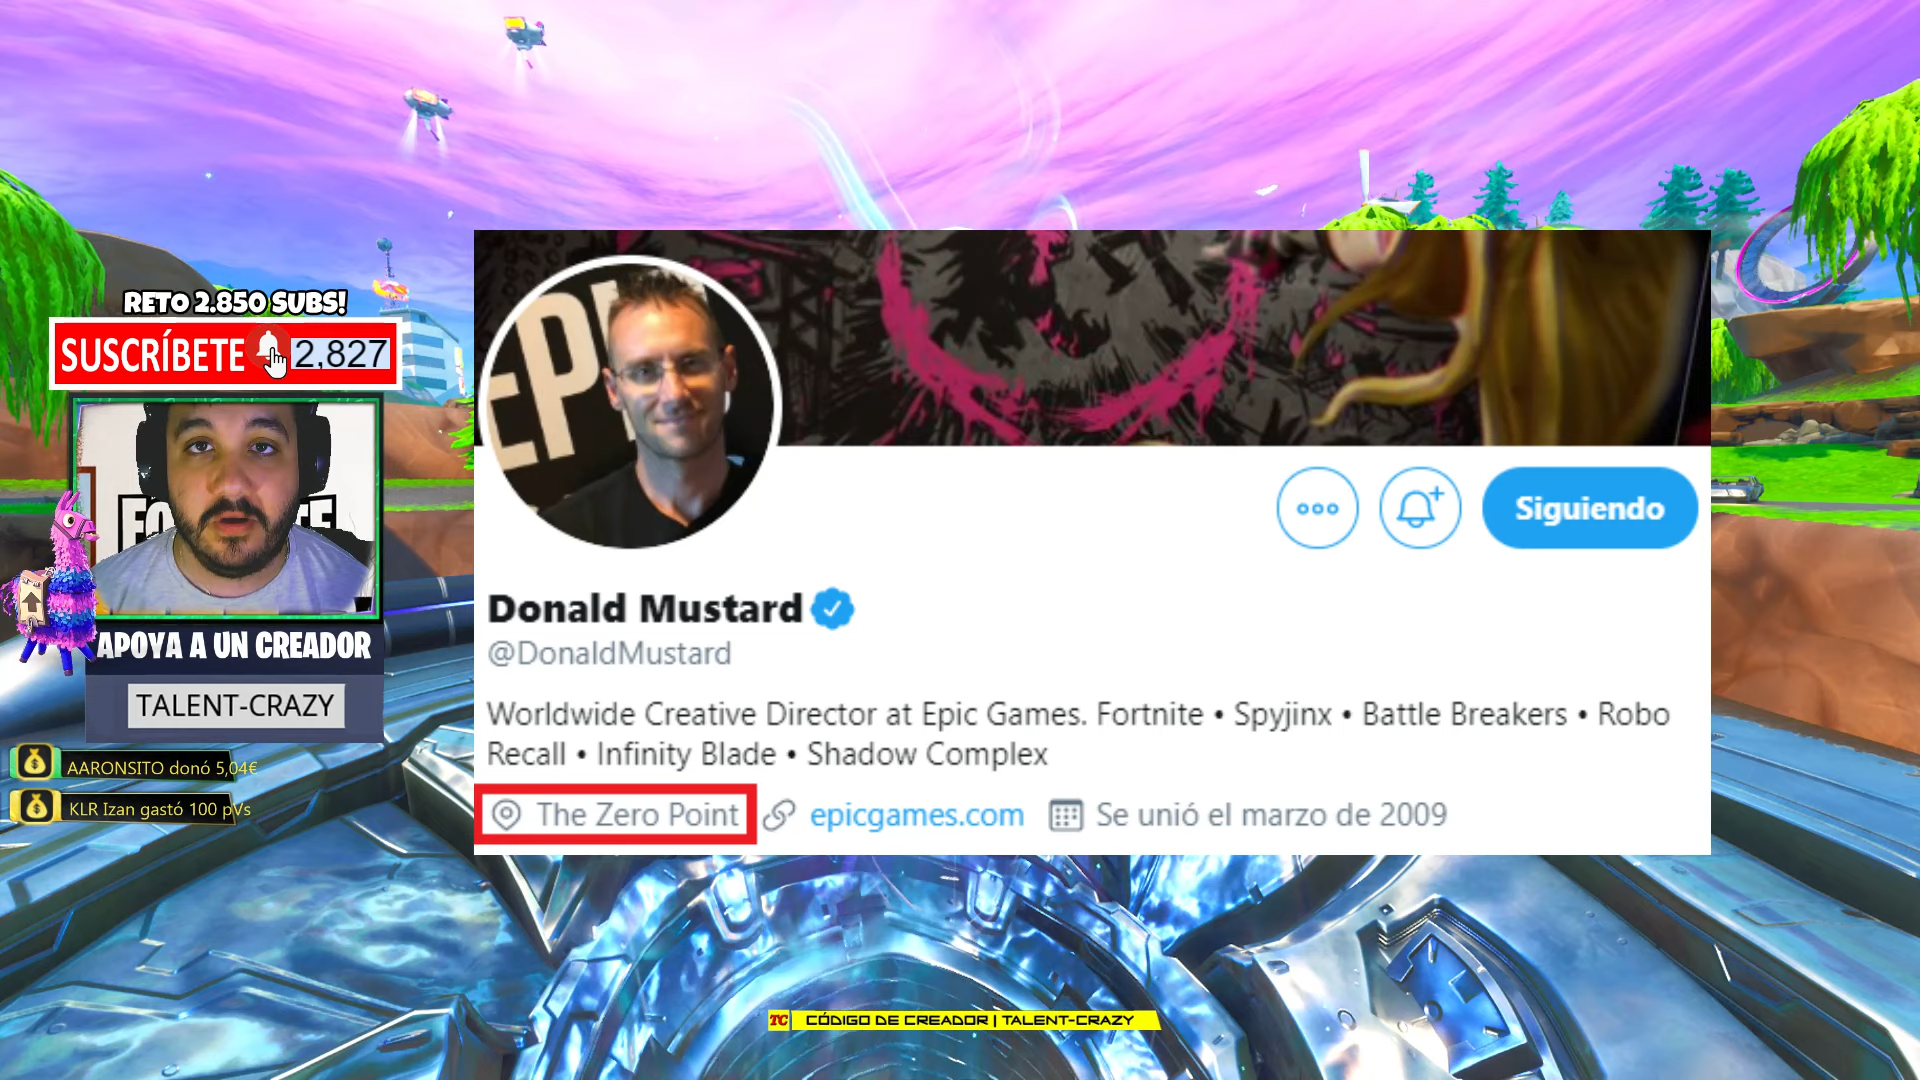 RETO 2.850 SUBS!
SUSCRÍBETE 2,827
APOYA A UN CREADOR
TALENT-CRAZY
AARONSITO donó 5,04€
KLR Izan gastó 100 pVs
Siguiendo
Donald Mustard
@DonaldMustard
Worldwide Creative Director at Epic Games. Fortnite • Spyjinx • Battle Breakers • Robo
Recall • Infinity Blade • Shadow Complex
The Zero Point epicgames.com Se unió el marzo de 2009
TC CÓDIGO DE CREADOR | TALENT-CRAZY